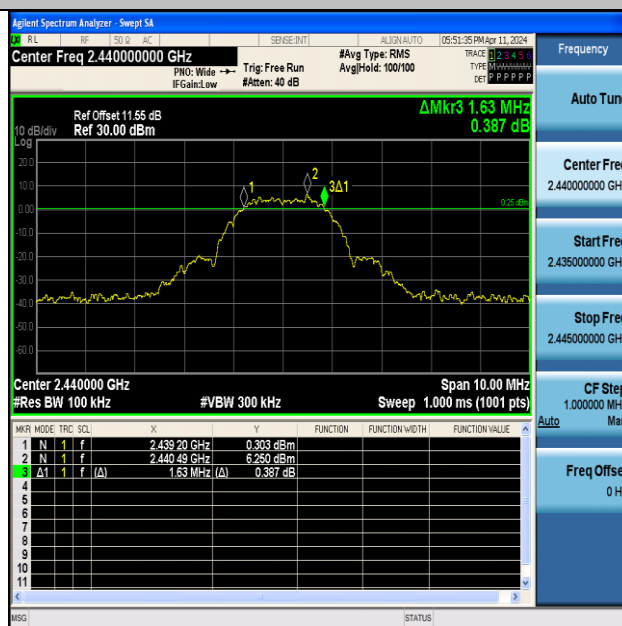 Agilent Spectrum Analyzer - Swept SA
RL RF 50 Ω AC SENSE:INT ALIGN AUTO 05:51:35 PM Apr 11, 2024
Center Freq 2.440000000 GHz #Avg Type: RMS TRACE 1 2 3 4 5 6
PNO: Wide Trig: Free Run Avg|Hold: 100/100 TYPE M
IFGain:Low #Atten: 40 dB DET P P P P P P
Frequency
Auto Tun
ΔMkr3 1.63 MHz
Ref Offset 11.55 dB
10 dB/div Ref 30.00 dBm 0.387 dB
Log
20.0
10.0
0.00
-10.0
-20.0
-30.0
-40.0
-50.0
-60.0
1
2
3Δ1
0.25 dBm
Center Fre
2.440000000 GH
Start Fre
2.435000000 GH
Stop Fre
2.445000000 GH
Center 2.440000 GHz Span 10.00 MHz
#Res BW 100 kHz #VBW 300 kHz Sweep 1.000 ms (1001 pts)
CF Ste
1.000000 MH
Auto Ma
MKR MODE TRC SCL X Y FUNCTION FUNCTION WIDTH FUNCTION VALUE
1 N 1 f 2.439 20 GHz 0.303 dBm
2 N 1 f 2.440 49 GHz 6.250 dBm
3 Δ1 1 f (Δ) 1.63 MHz (Δ) 0.387 dB
4
5
6
7
8
9
10
11
Freq Offse
0 H
MSG STATUS